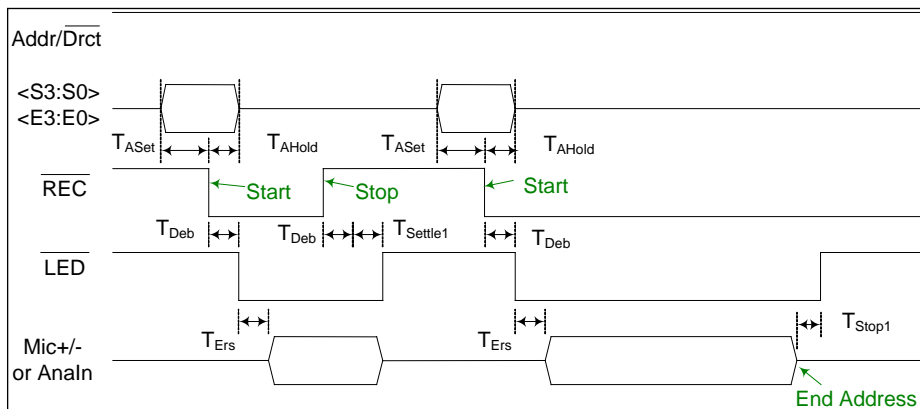 Addr/Drct
<S3:S0>
<E3:E0>
TASet TAHold TASet TAHold
REC Start Stop Start
TDeb TDeb TSettle1 TDeb
LED
TErs TErs TStop1
Mic+/-
or AnaIn
End Address